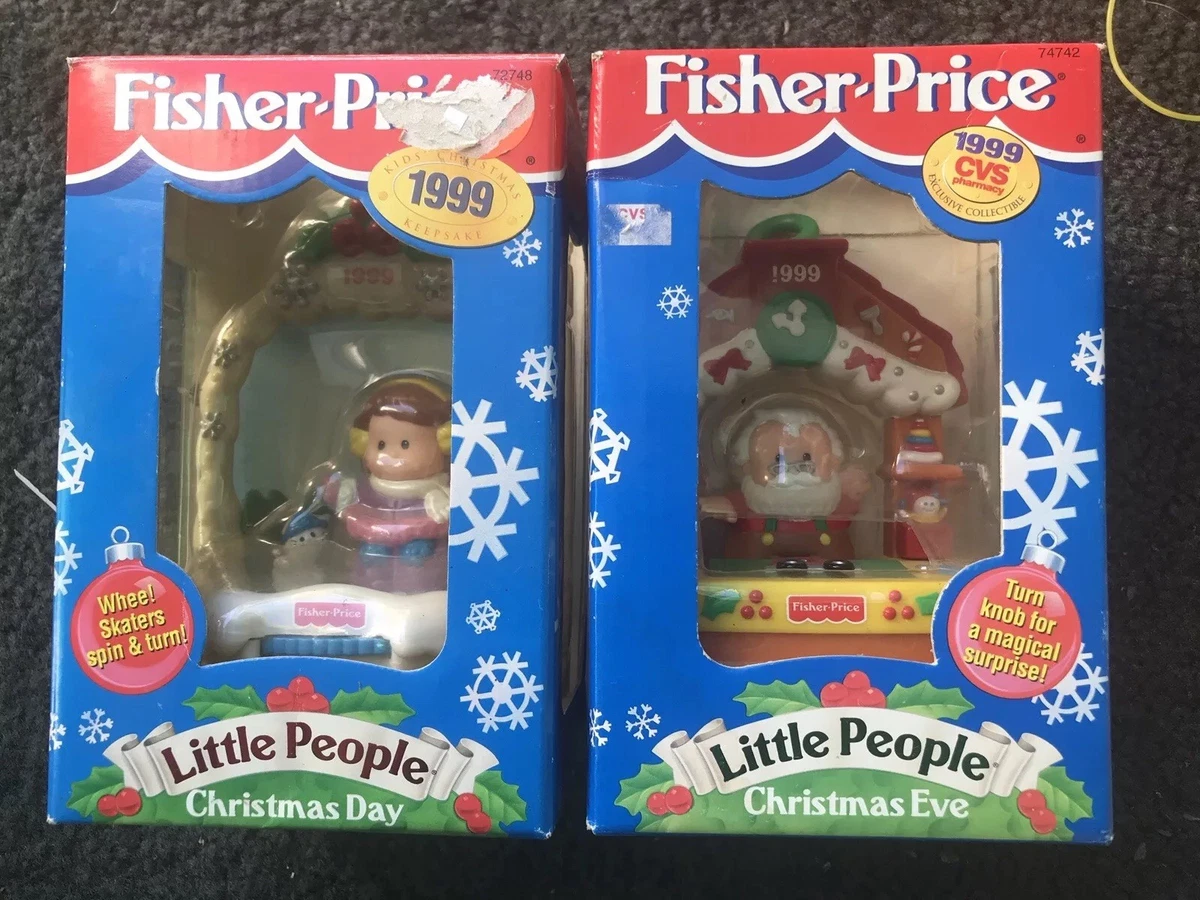 72748
Fisher-Pri
KIDS CHRISTMAS
1999
KEEPSAKE
®
1999
Whee!
Skaters
spin & turn!
Fisher-Price
Little People®
Christmas Day
74742
Fisher-Price®
®
1999
CVS
pharmacy
EXCLUSIVE COLLECTIBLE
CVS
1999
Fisher-Price
Turn
knob for
a magical
surprise!
Little People®
Christmas Eve